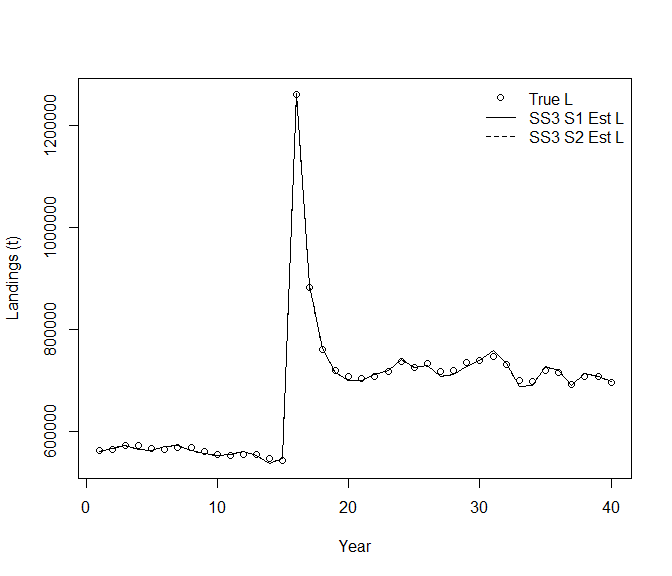 True L
SS3 S1 Est L
SS3 S2 Est L
1200000
1000000
800000
600000
Landings (t)
0
10
20
30
40
Year